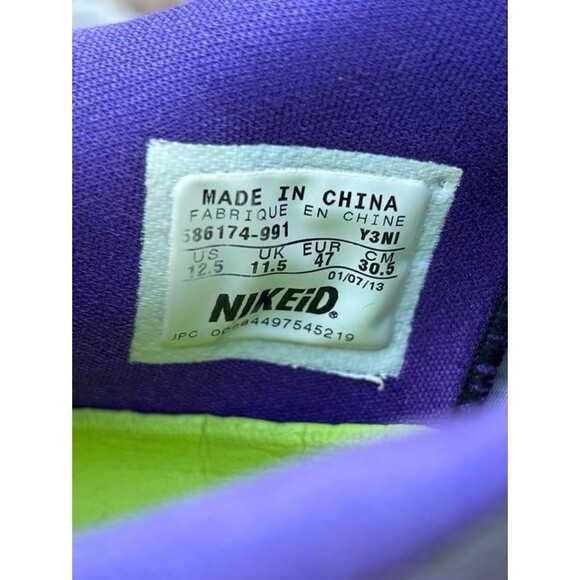 MADE IN CHINA
FABRIQUE EN CHINE
586174-991 Y3NI
US UK EUR CM
12.5 11.5 47 30.5
01/07/13
NIKEiD.